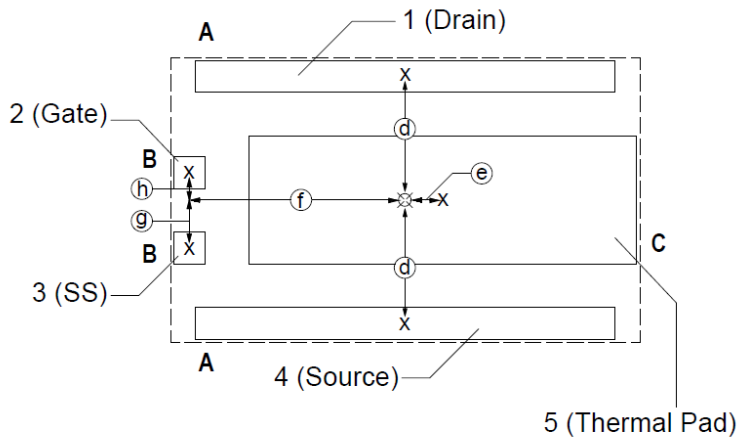 A
1 (Drain)
X
2 (Gate)
d
B
X
h
e
f
X
g
C
B
X
d
3 (SS)
X
A
4 (Source)
5 (Thermal Pad)